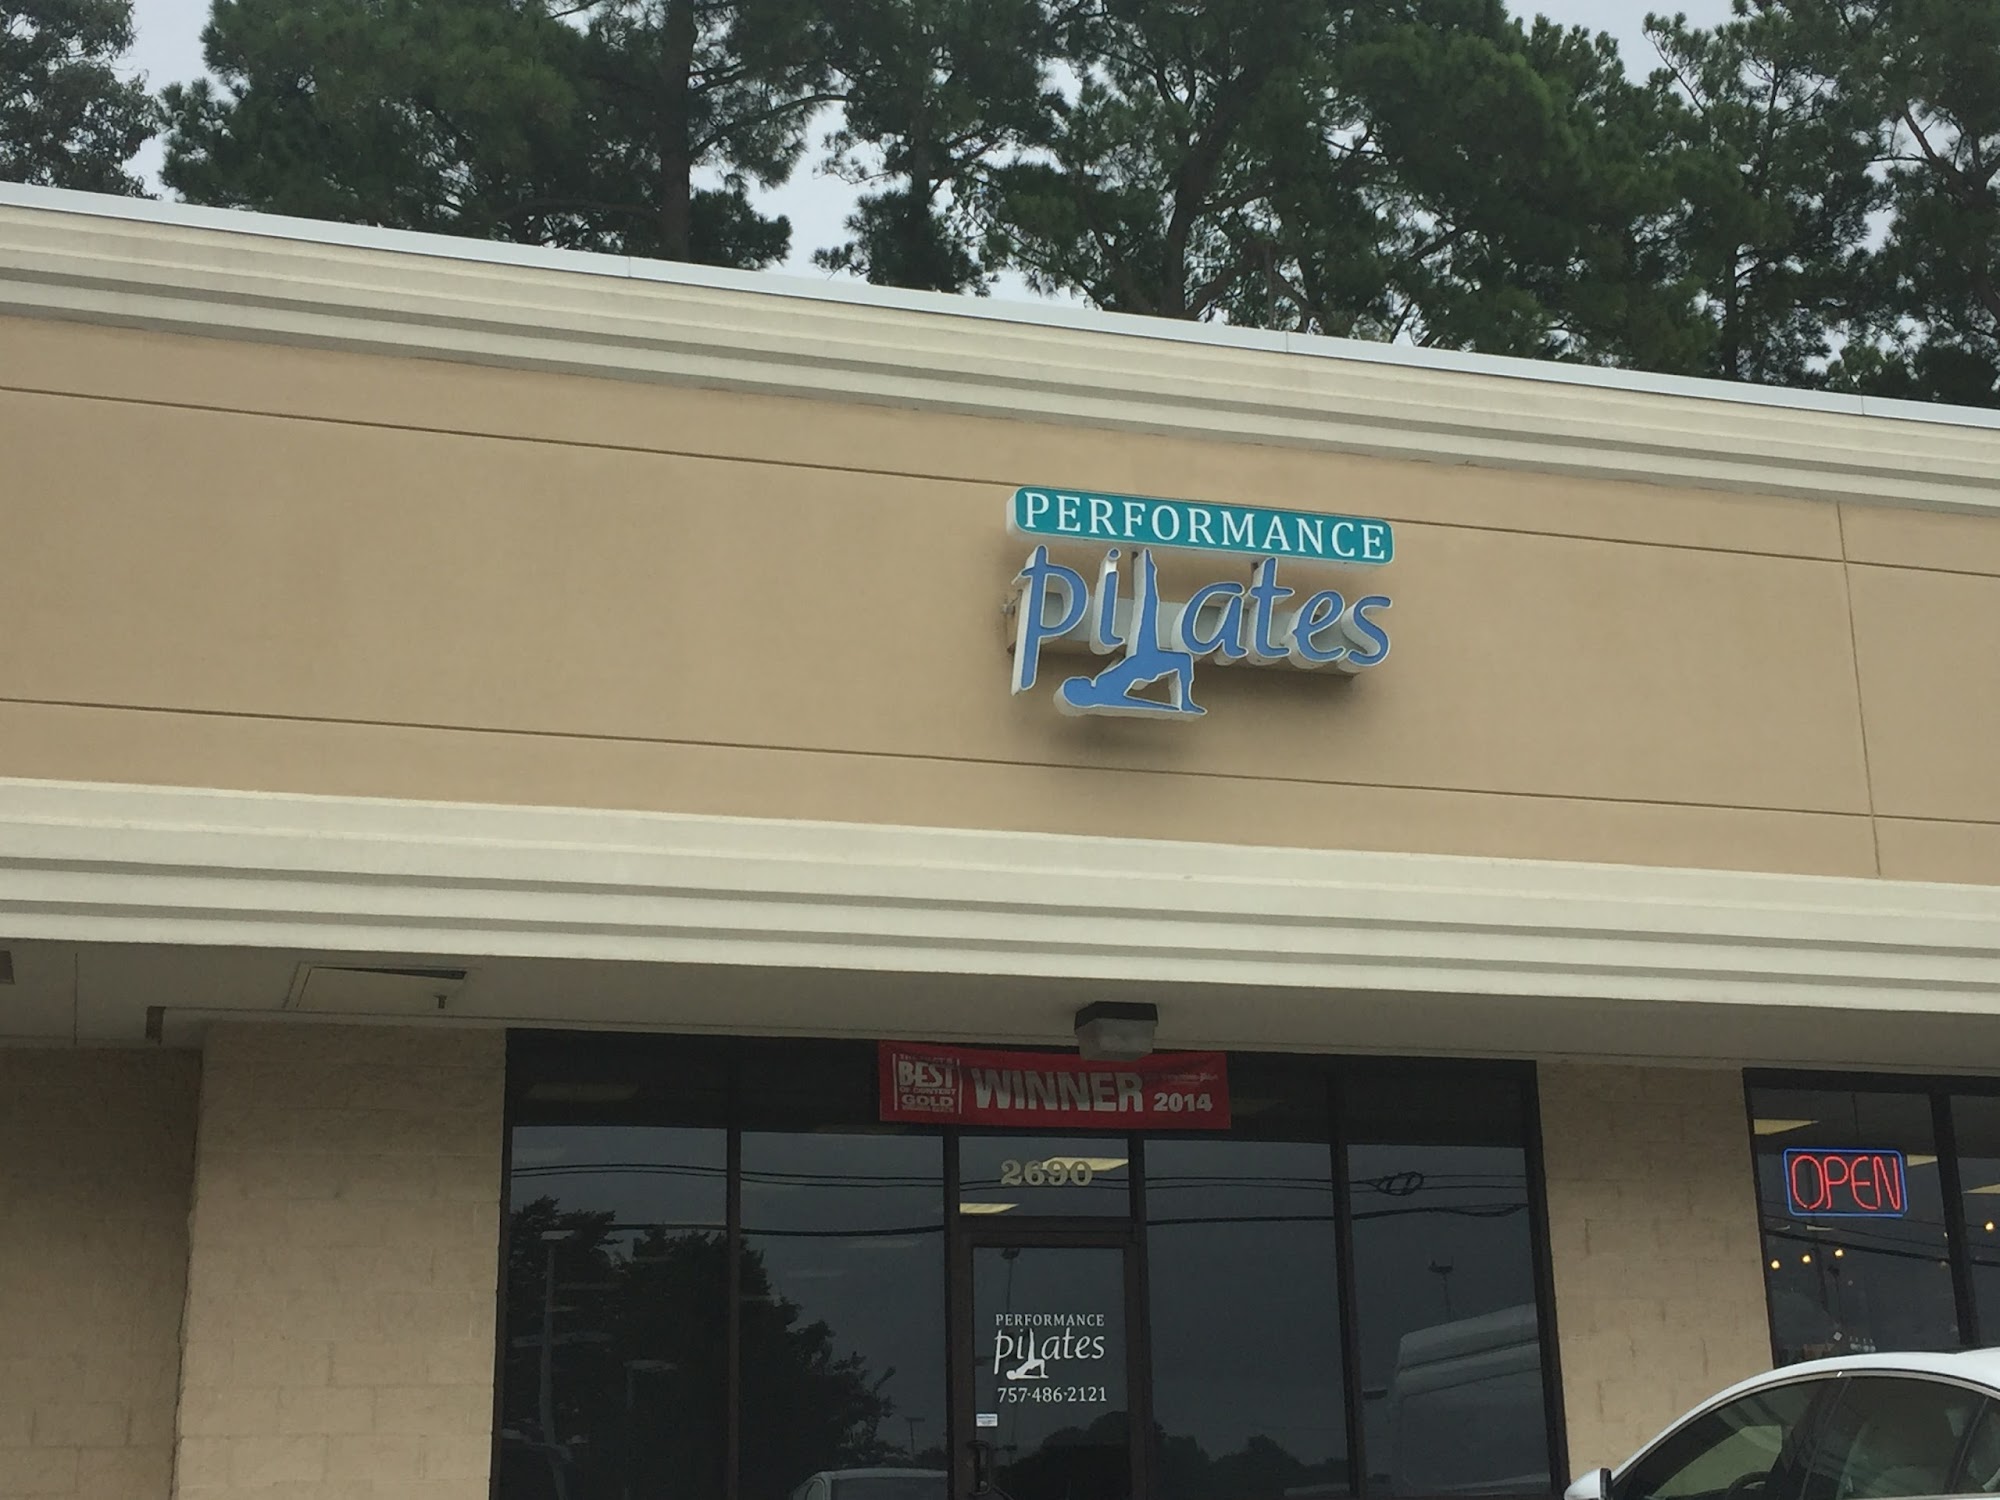 PERFORMANCE
pilates
BEST
GOLD
WINNER 2014
2690
OPEN
PERFORMANCE
pilates
757-486-2121